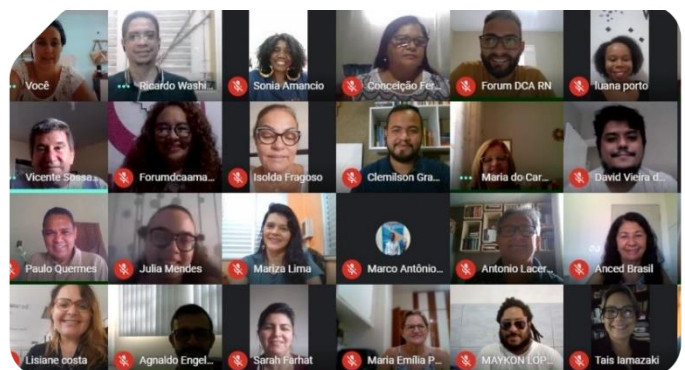 Você
Ricardo Washi...
Sonia Amancio
Conceição Fer...
Forum DCA RN
luana porto
Vicente Sossa...
Forumdcaama...
Isolda Fragoso
Clemilson Gra...
Maria do Car...
David Vieira d...
Paulo Quermes
Julia Mendes
Mariza Lima
Marco Antônio...
Antonio Lacer...
Anced Brasil
Lisiane costa
Agnaldo Engel...
Sarah Farhat
Maria Emília P...
MAYKON LOP...
Tais Iamazaki